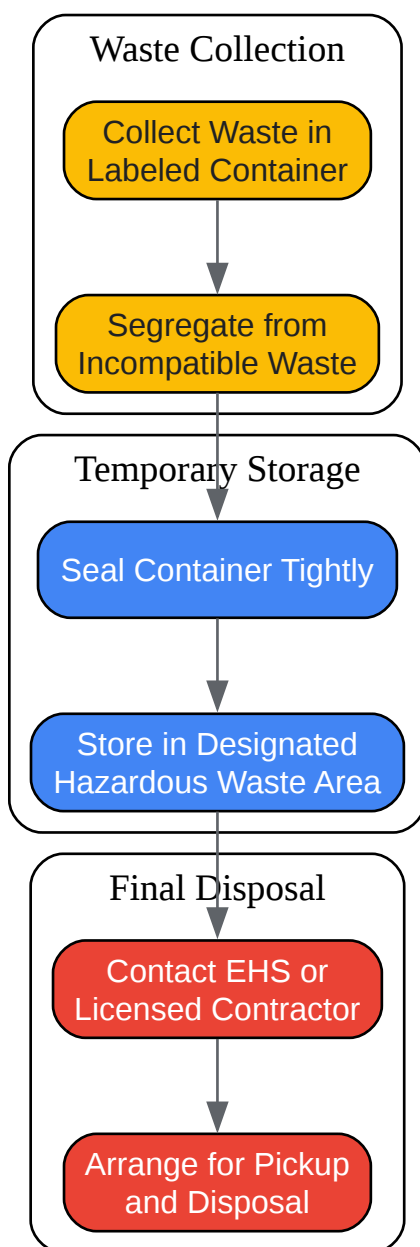 Waste Collection
Collect Waste in
Labeled Container
Segregate from
Incompatible Waste
Temporary Storage
Seal Container Tightly
Store in Designated
Hazardous Waste Area
Final Disposal
Contact EHS or
Licensed Contractor
Arrange for Pickup
and Disposal